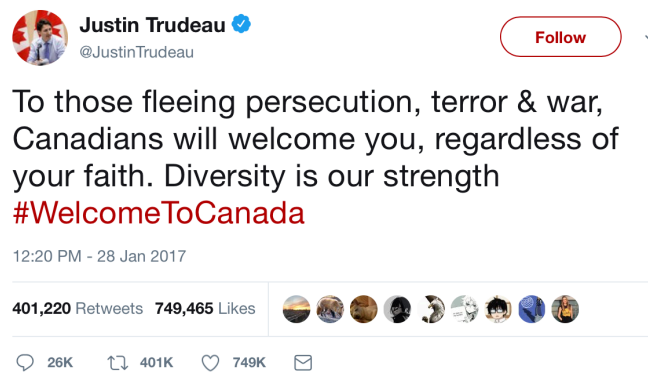 Justin Trudeau
@JustinTrudeau
Follow
To those fleeing persecution, terror & war,
Canadians will welcome you, regardless of
your faith. Diversity is our strength
#WelcomeToCanada
12:20 PM - 28 Jan 2017
401,220 Retweets 749,465 Likes
26K 401K 749K